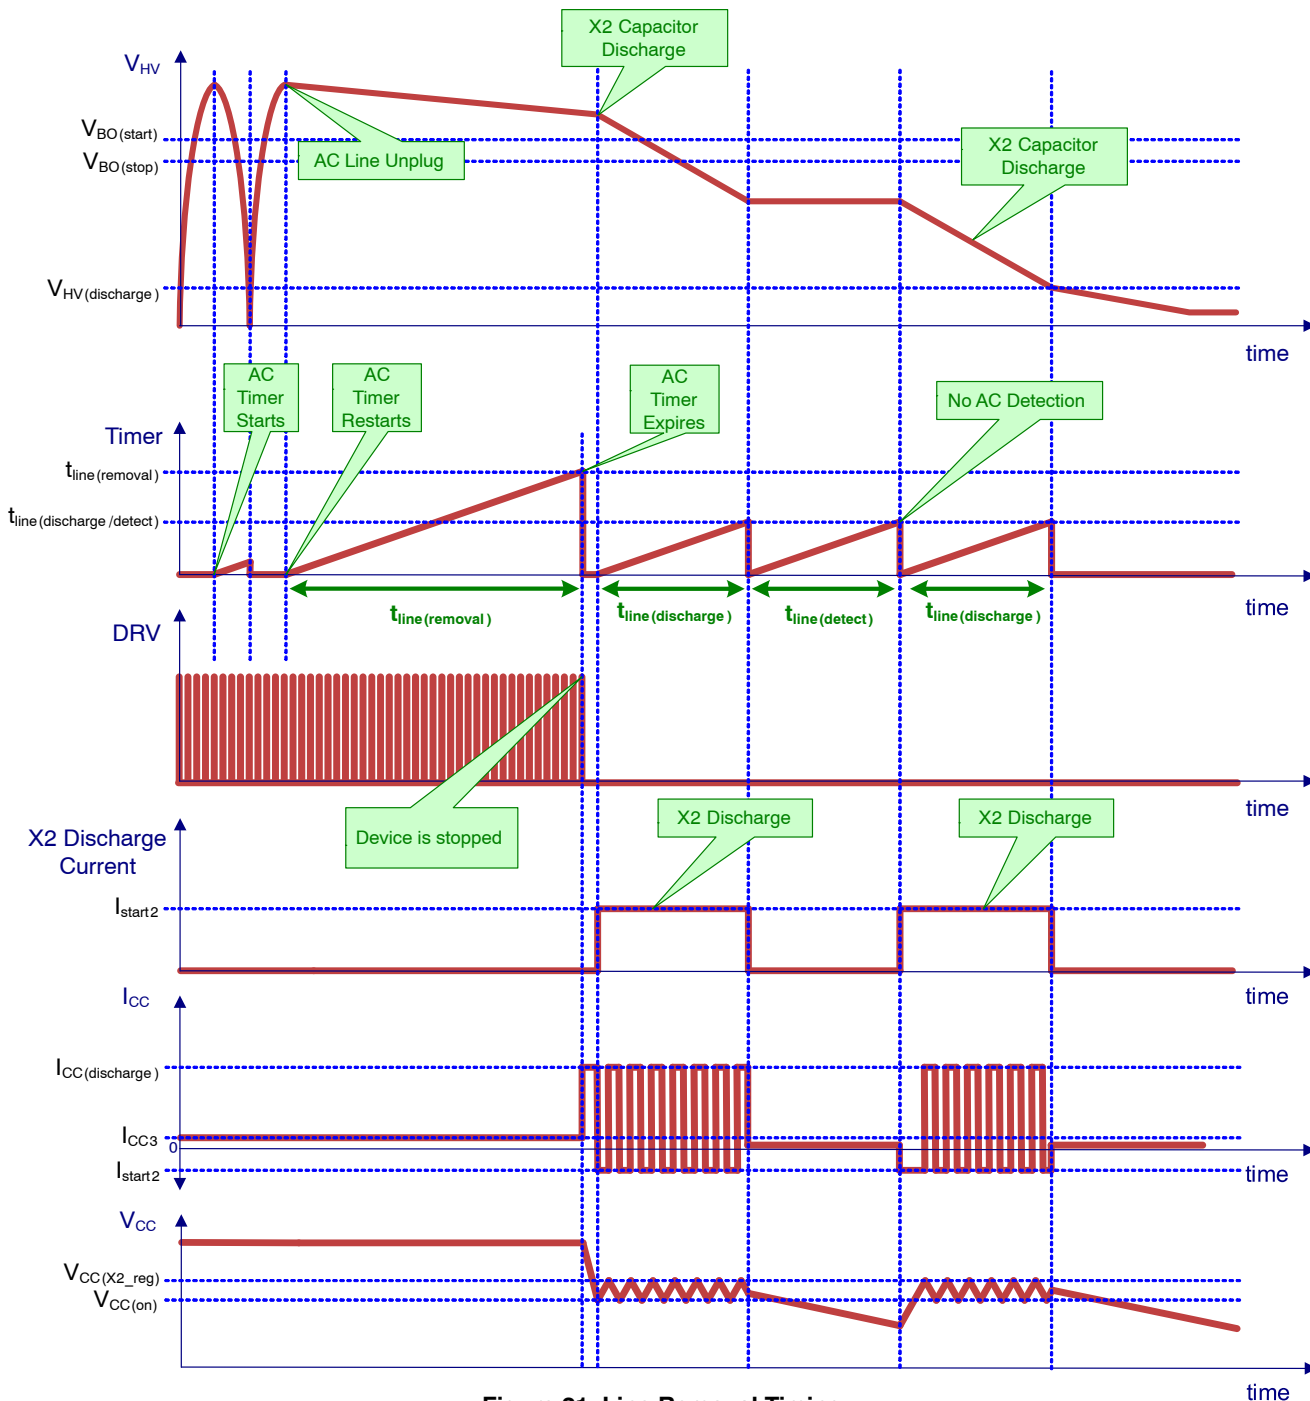 X2 Capacitor
Discharge
VHV
VBO(start)
VBO(stop)
AC Line Unplug
X2 Capacitor
Discharge
VHV(discharge)
time
AC
Timer
Starts
AC
Timer
Restarts
AC
Timer
Expires
No AC Detection
Timer
tline(removal)
tline(discharge/detect)
time
tline(removal)
tline(discharge)
tline(detect)
tline(discharge)
DRV
time
Device is stopped
X2 Discharge
X2 Discharge
X2 Discharge
Current
Istart2
time
ICC
ICC(discharge)
ICC3
0
Istart2
time
VCC
VCC(X2_reg)
VCC(on)
time